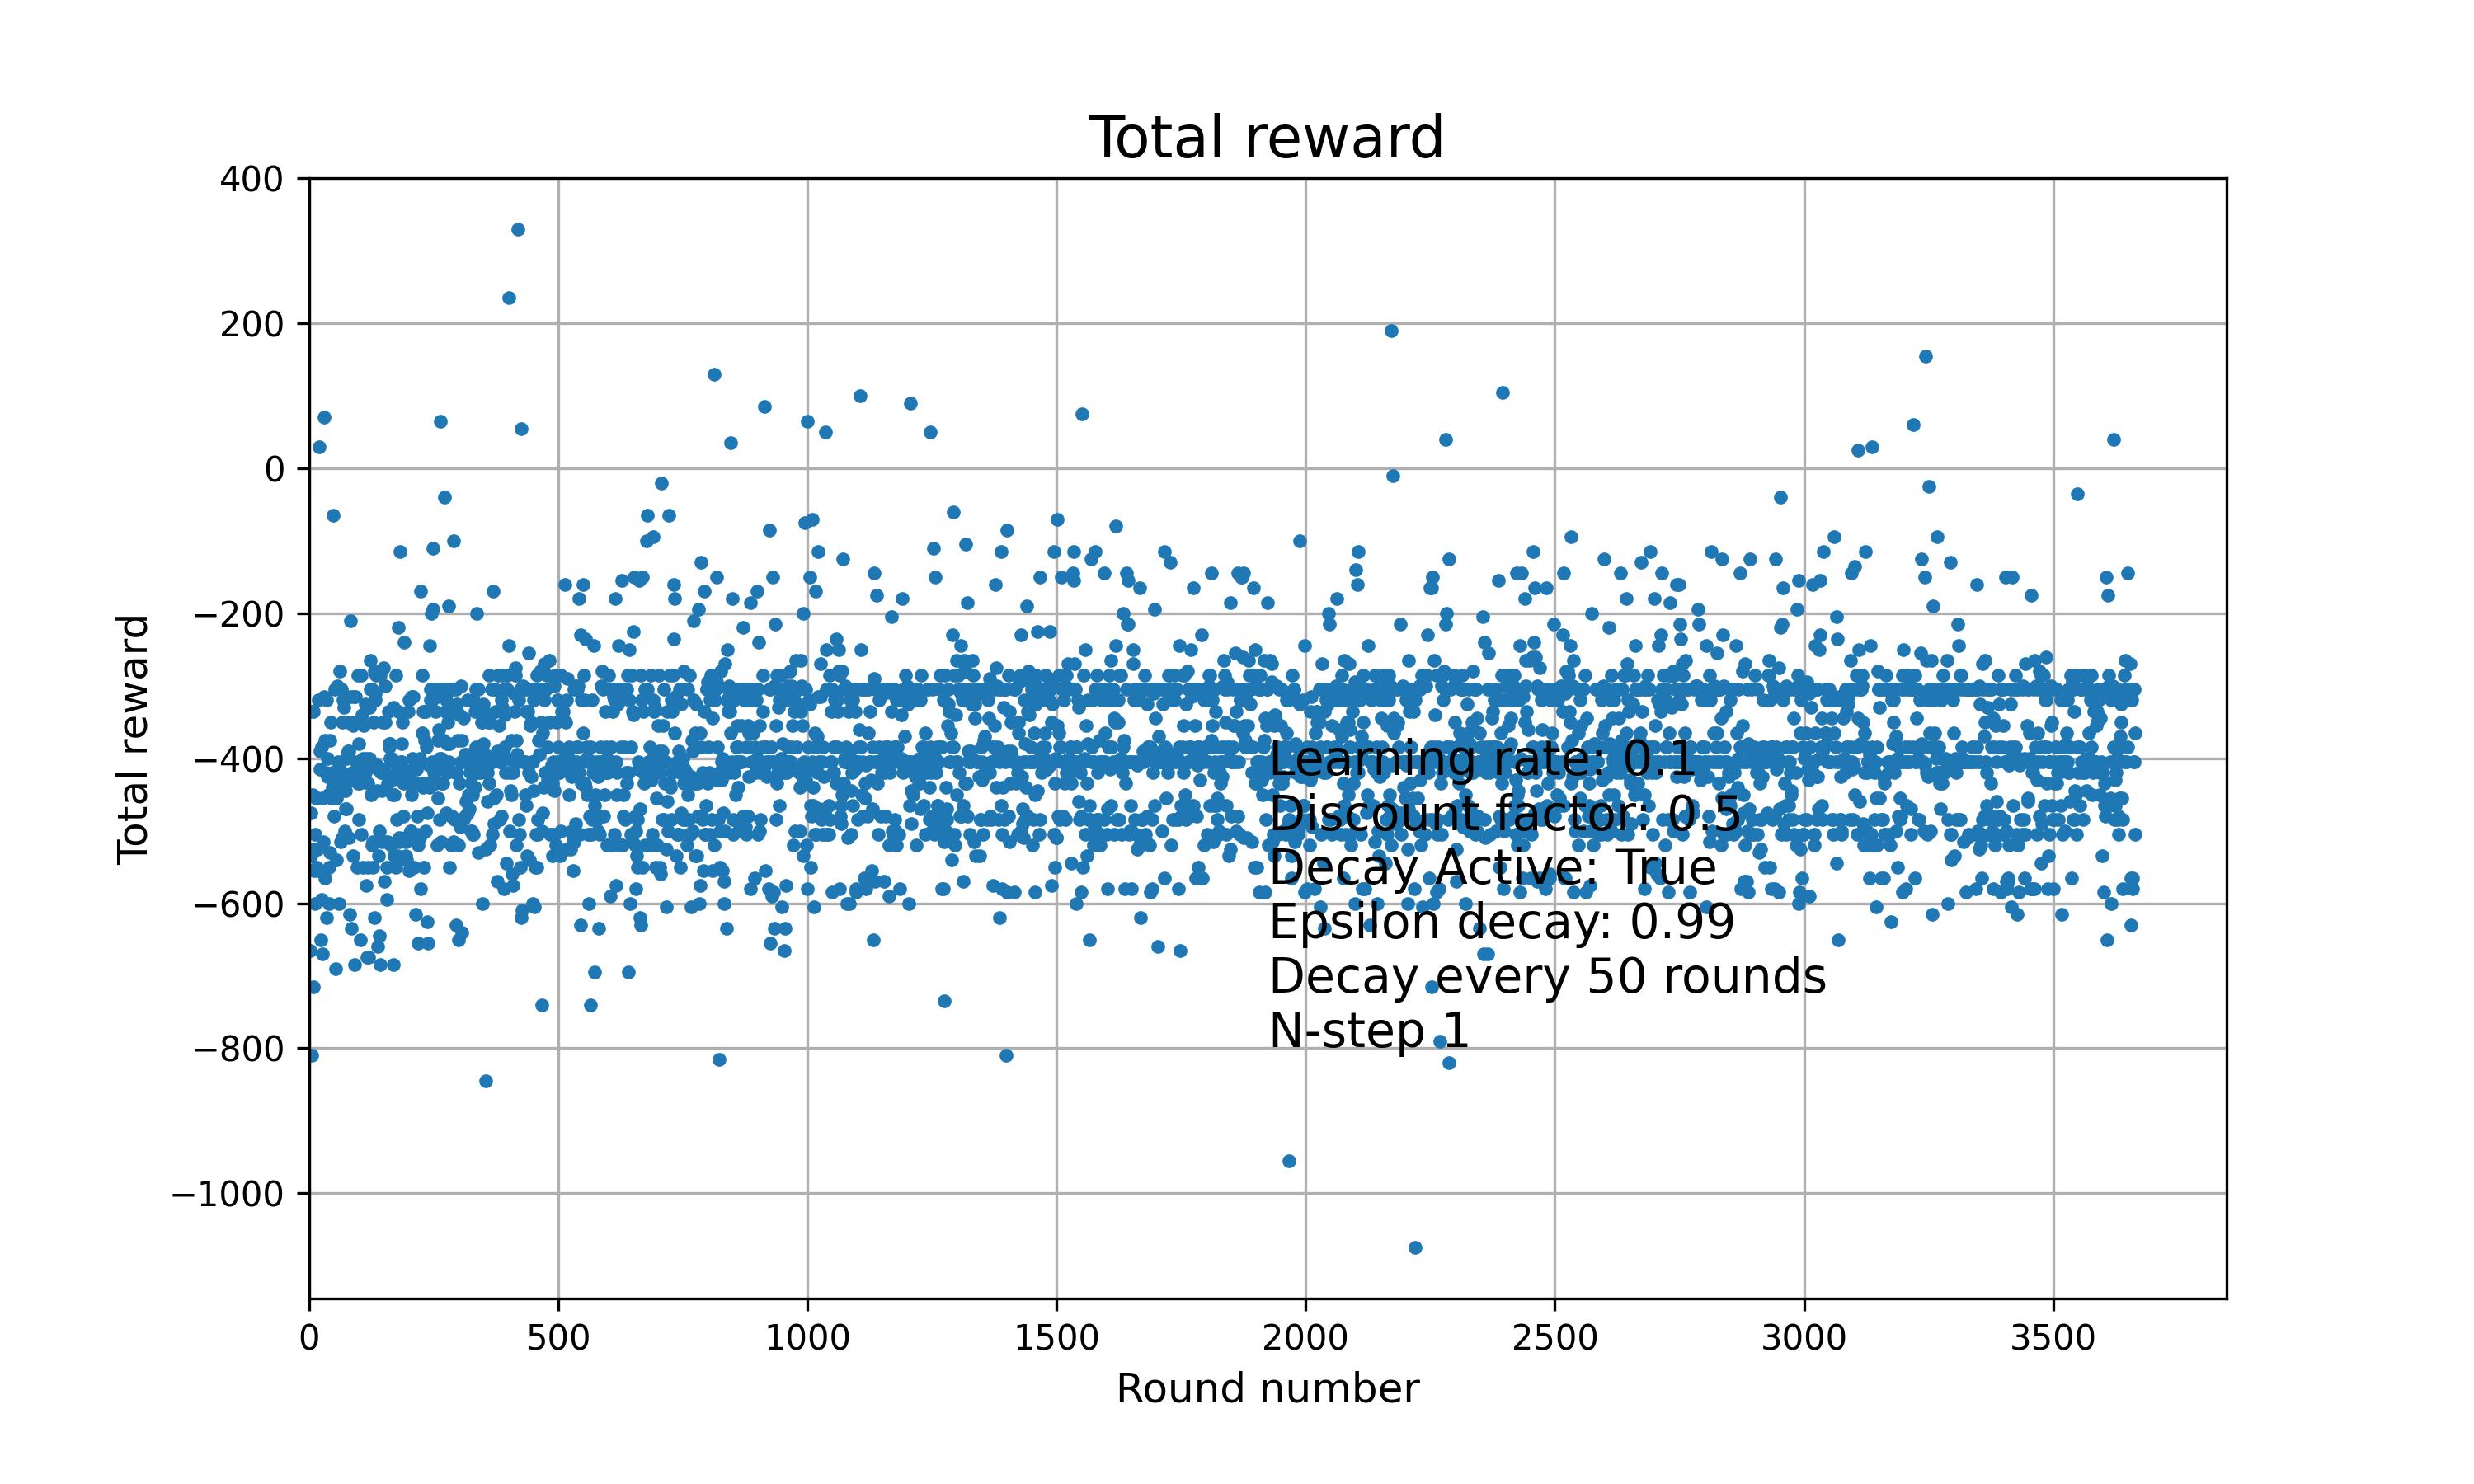 Total reward
400
200
0
−200
−400
−600
−800
−1000
Total reward
Learning rate: 0.1
Discount factor: 0.5
Decay Active: True
Epsilon decay: 0.99
Decay every 50 rounds
N-step 1
0 500 1000 1500 2000 2500 3000 3500
Round number